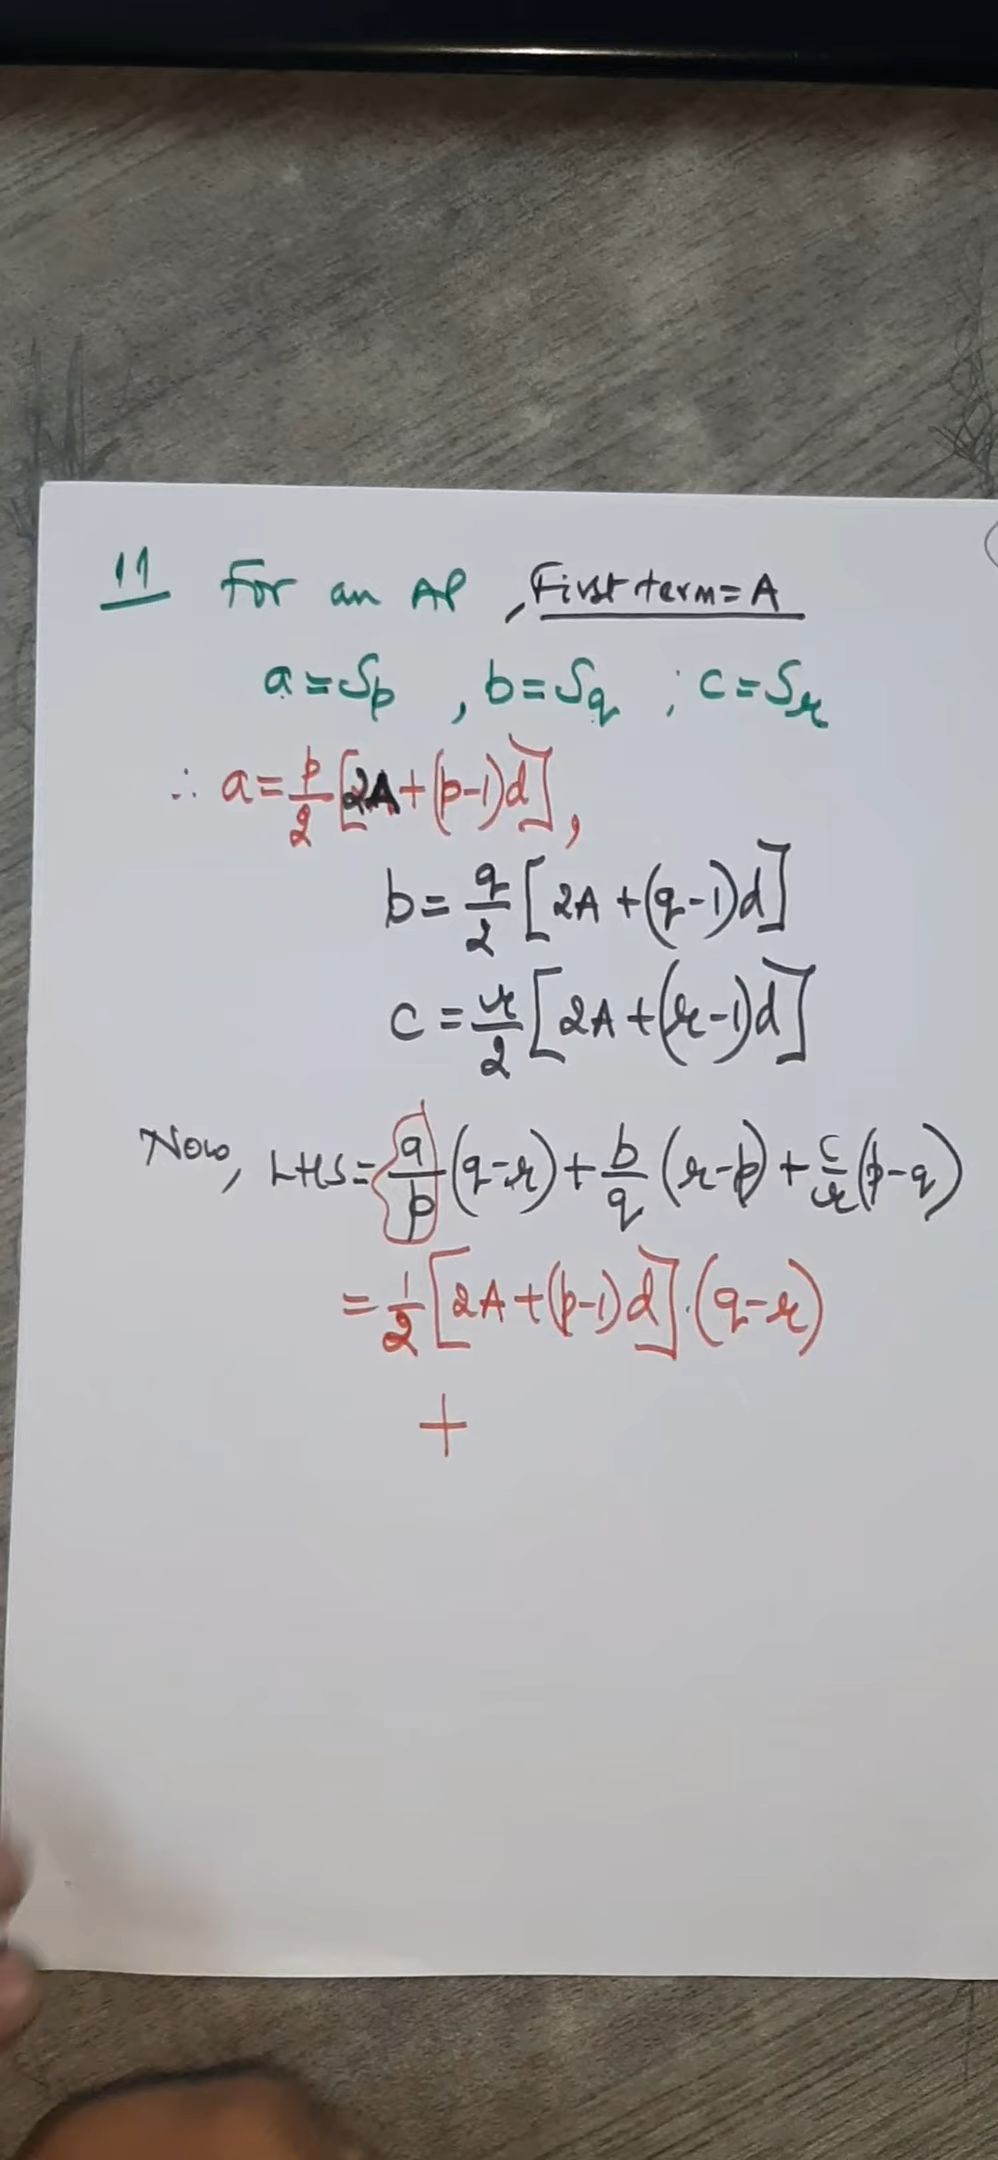 11 For an AP, First term = A
a = Sp, b = Sq ; c = Sr
∴ a = p/2 [2A + (p-1)d],
b = q/2 [2A + (q-1)d]
c = r/2 [2A + (r-1)d]
Now, LHS = a/p (q-r) + b/q (r-p) + c/r (p-q)
= 1/2 [2A + (p-1)d] . (q-r)
+